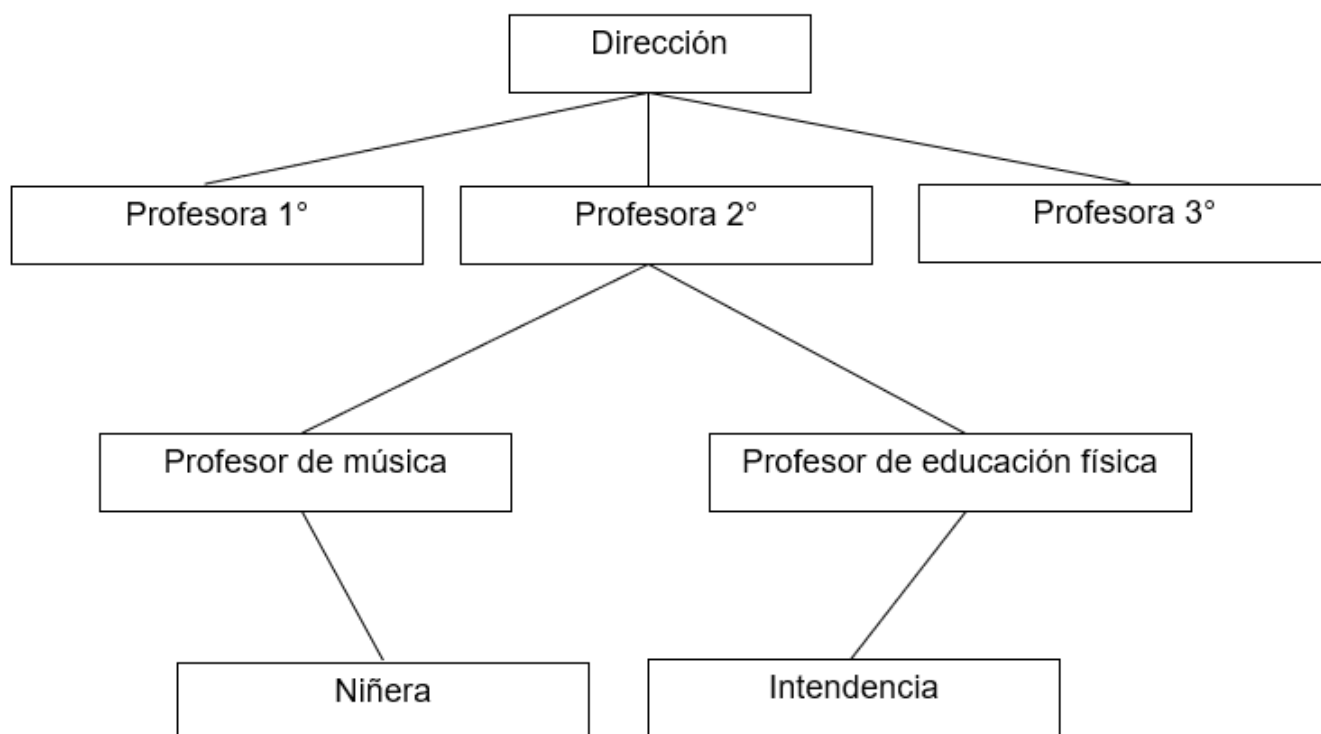 Dirección
Profesora 1°
Profesora 2°
Profesora 3°
Profesor de música
Profesor de educación física
Niñera
Intendencia